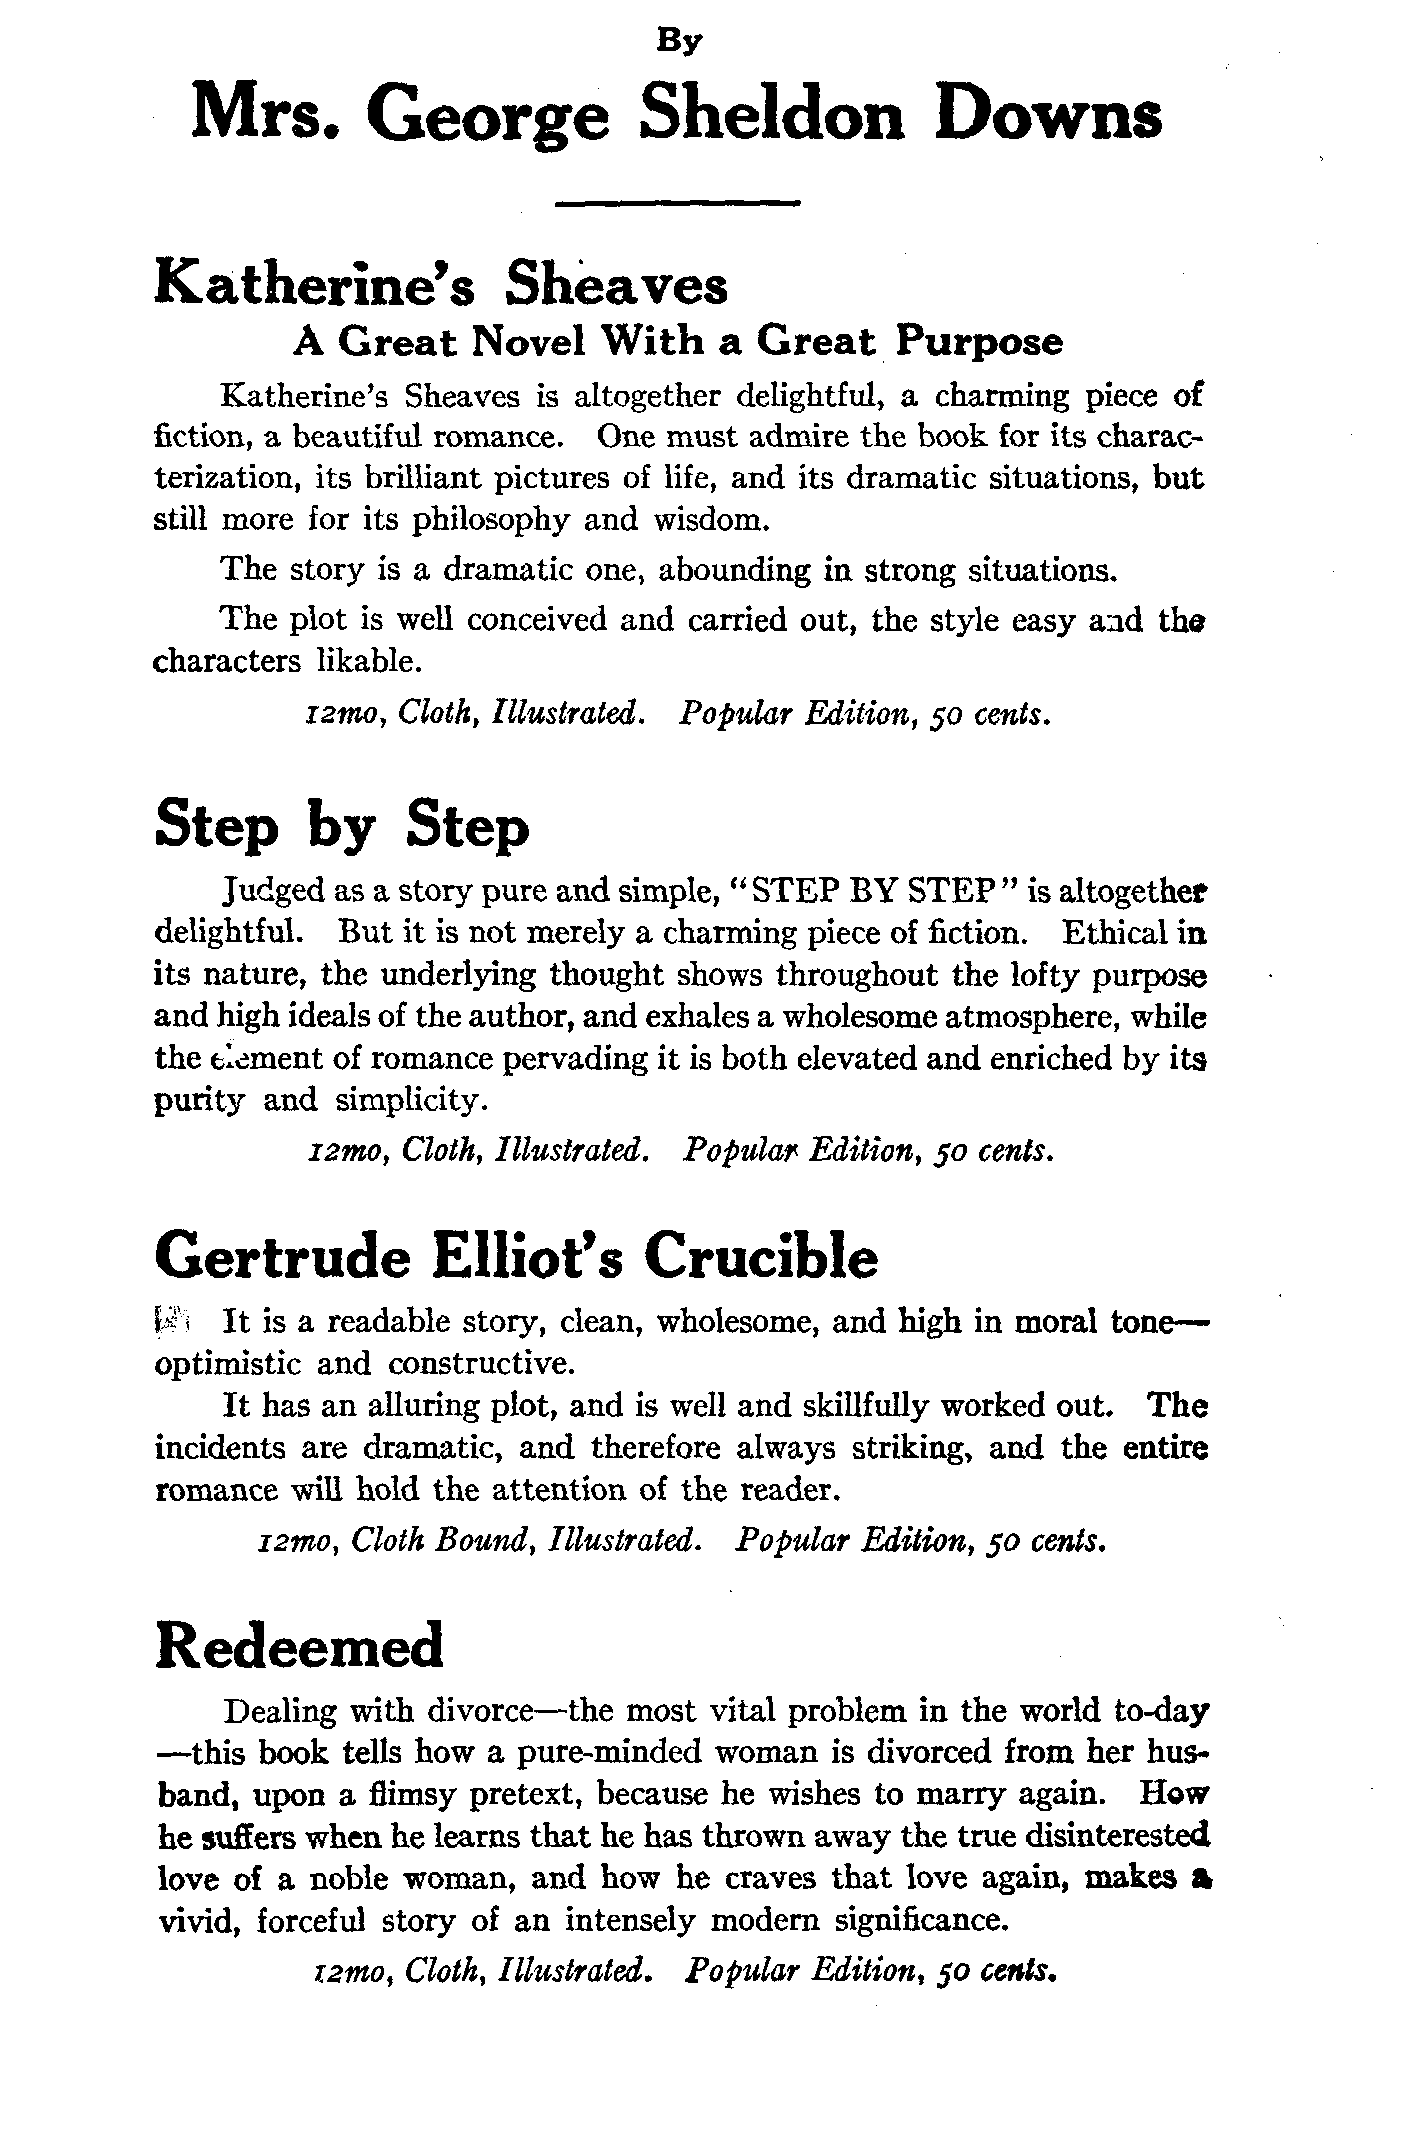 By
Mrs. George Sheldon Downs
Katherine's Sheaves
A Great Novel With a Great Purpose
Katherine's Sheaves is altogether delightful, a charming piece of
fiction, a beautiful romance. One must admire the book for its charac-
terization, its brilliant pictures of life, and its dramatic situations, but
still more for its philosophy and wisdom.
The story is a dramatic one, abounding in strong situations.
The plot is well conceived and carried out, the style easy and the
characters likable.
12mo, Cloth, Illustrated. Popular Edition, 50 cents.
Step by Step
Judged as a story pure and simple, "STEP BY STEP" is altogether
delightful. But it is not merely a charming piece of fiction. Ethical in
its nature, the underlying thought shows throughout the lofty purpose
and high ideals of the author, and exhales a wholesome atmosphere, while
the element of romance pervading it is both elevated and enriched by its
purity and simplicity.
12mo, Cloth, Illustrated. Popular Edition, 50 cents.
Gertrude Elliot's Crucible
It is a readable story, clean, wholesome, and high in moral tone—
optimistic and constructive.
It has an alluring plot, and is well and skillfully worked out. The
incidents are dramatic, and therefore always striking, and the entire
romance will hold the attention of the reader.
12mo, Cloth Bound, Illustrated. Popular Edition, 50 cents.
Redeemed
Dealing with divorce—the most vital problem in the world to-day
—this book tells how a pure-minded woman is divorced from her hus-
band, upon a flimsy pretext, because he wishes to marry again. How
he suffers when he learns that he has thrown away the true disinterested
love of a noble woman, and how he craves that love again, makes a
vivid, forceful story of an intensely modern significance.
12mo, Cloth, Illustrated. Popular Edition, 50 cents.